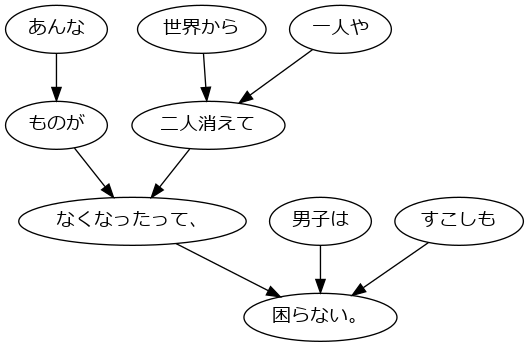 あんな
世界から
一人や
ものが
二人消えて
なくなったって、
男子は
すこしも
困らない。